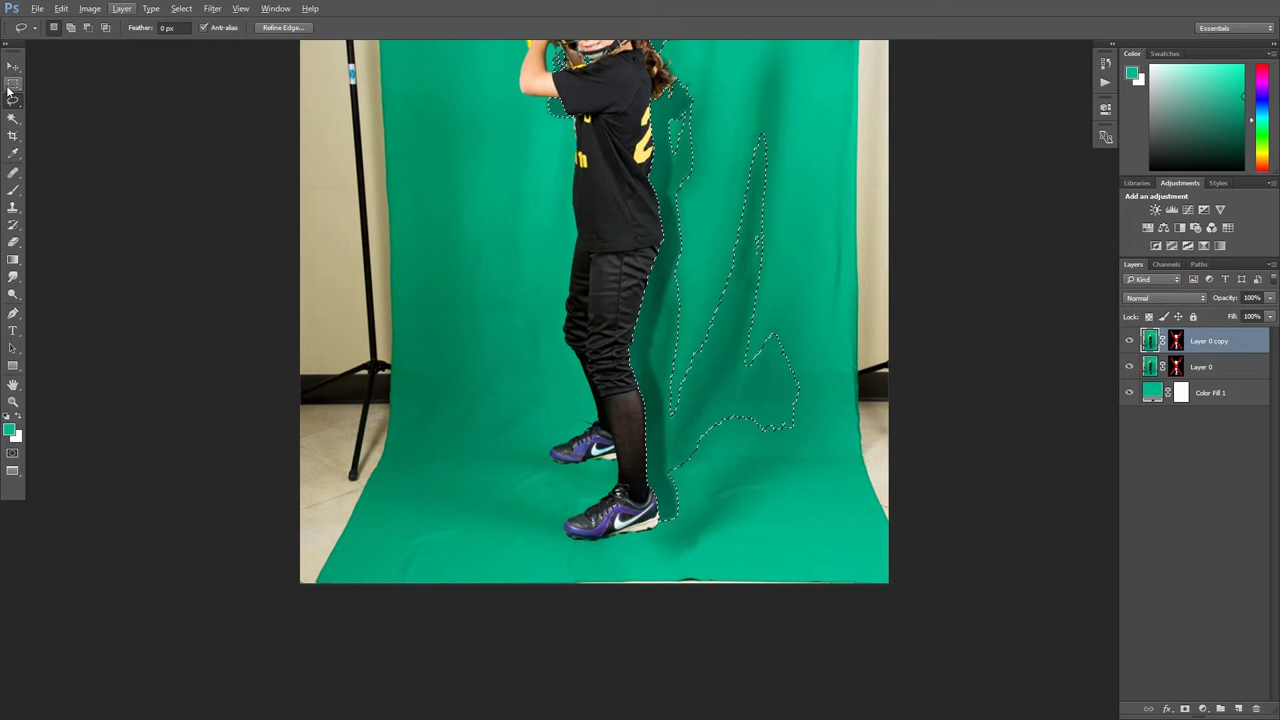 Ps File Edit Image Layer Type Select Filter View Window Help
Feather: 0 px Anti-alias Refine Edge... Essentials
Color Swatches
Libraries Adjustments Styles
Add an adjustment
Layers Channels Paths
Kind
Normal Opacity: 100%
Lock: Fill: 100%
Layer 0 copy
Layer 0
Color Fill 1
2